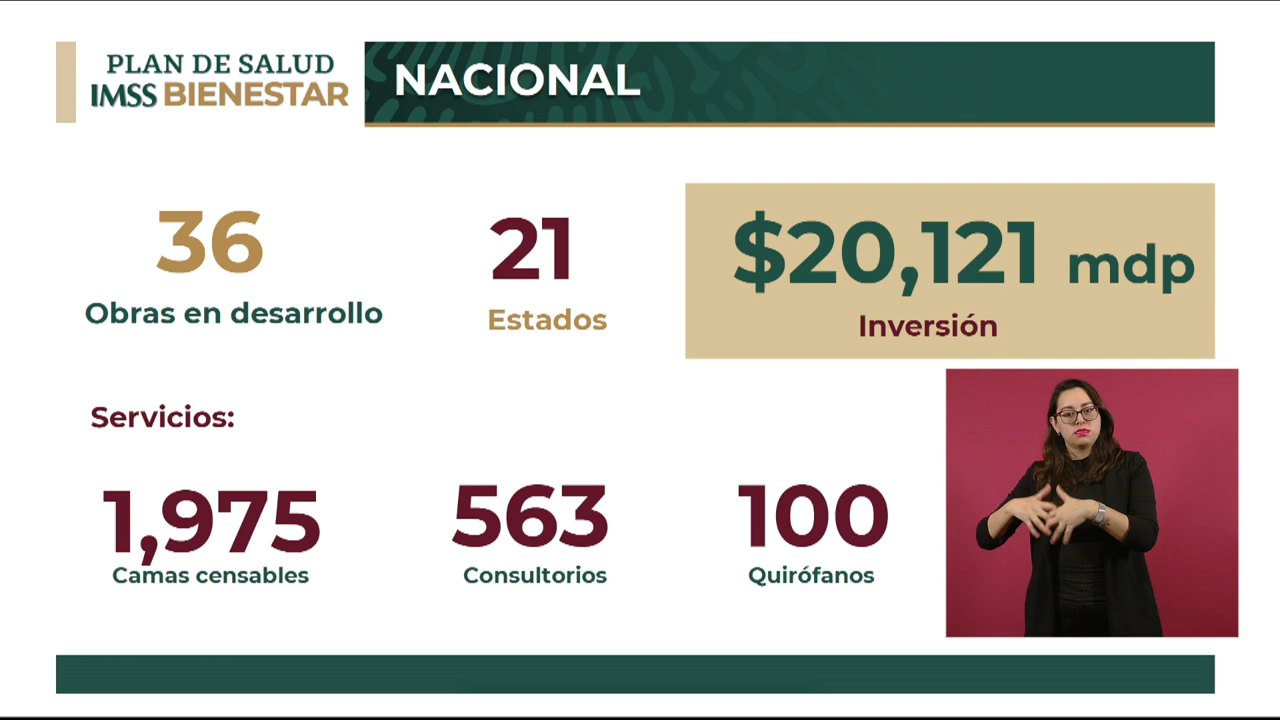 PLAN DE SALUD
IMSS BIENESTAR
NACIONAL
36
Obras en desarrollo
21
Estados
$20,121 mdp
Inversión
Servicios:
1,975
Camas censables
563
Consultorios
100
Quirófanos